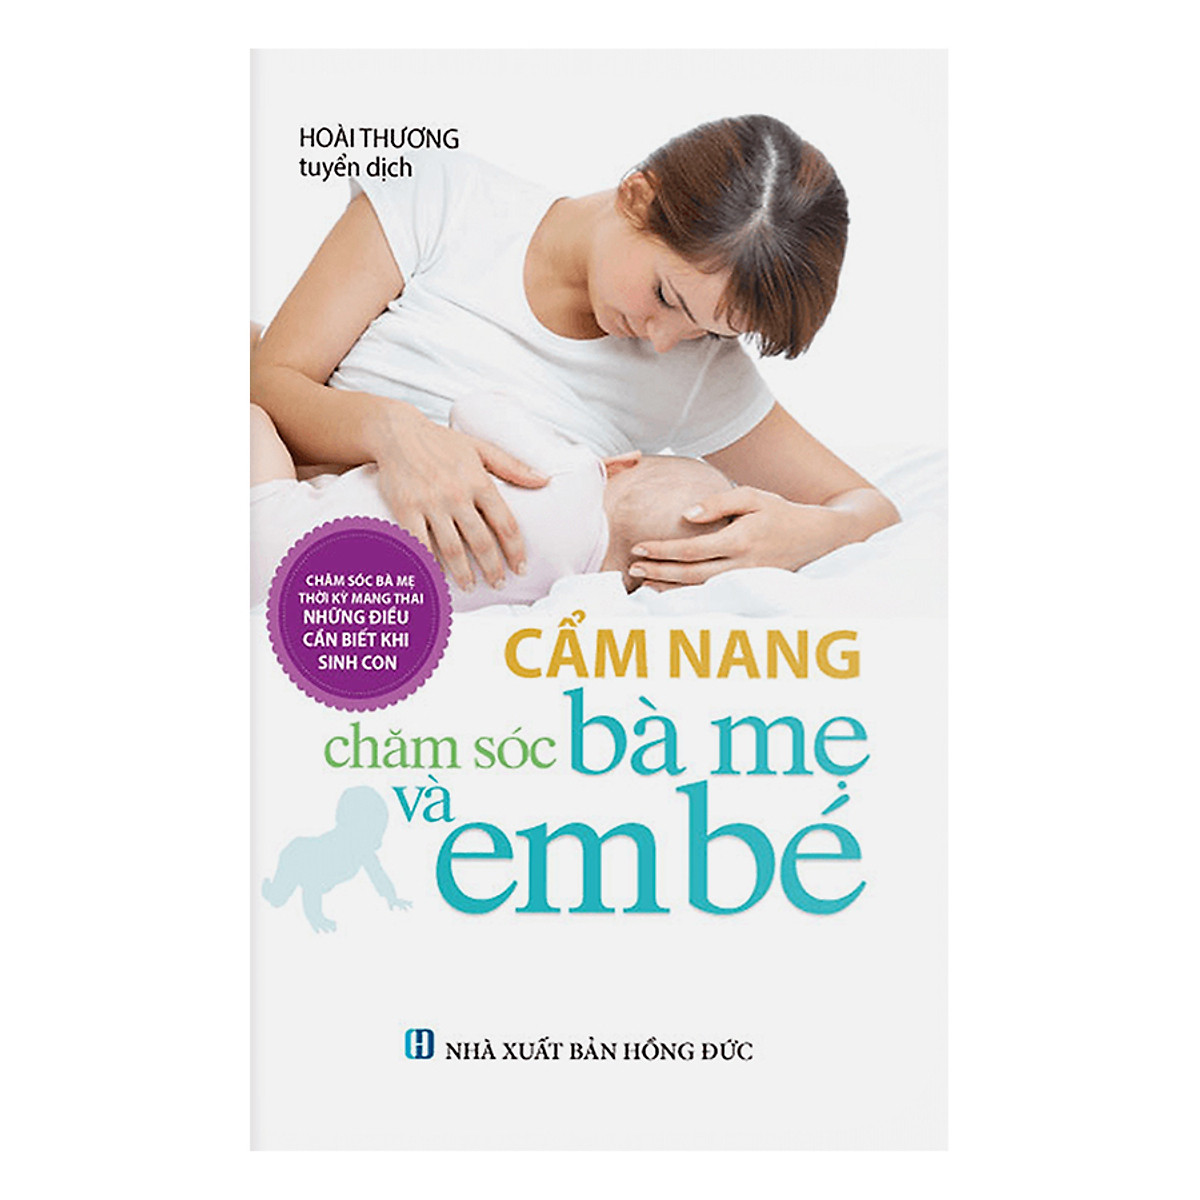 HOÀI THƯƠNG
tuyển dịch
CHĂM SÓC BÀ MẸ
THỜI KỲ MANG THAI
NHỮNG ĐIỀU
CẦN BIẾT KHI
SINH CON
CẨM NANG
chăm sóc bà mẹ
và em bé
NHÀ XUẤT BẢN HỒNG ĐỨC